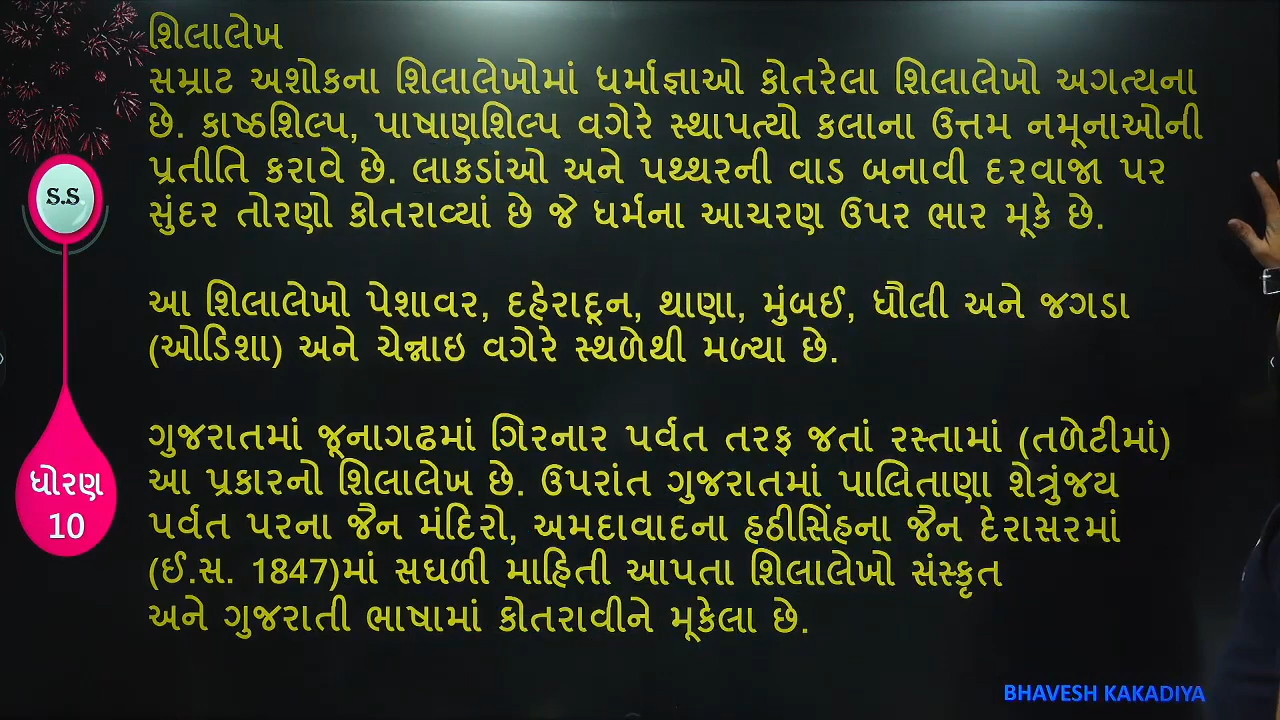 શિલાલેખ
સમ્રાટ અશોકના શિલાલેખોમાં ધર્માજ્ઞાઓ કોતરેલા શિલાલેખો અગત્યના
છે. કાષ્ઠશિલ્પ, પાષાણશિલ્પ વગેરે સ્થાપત્યો કલાના ઉત્તમ નમૂનાઓની
પ્રતીતિ કરાવે છે. લાકડાંઓ અને પથ્થરની વાડ બનાવી દરવાજા પર
સુંદર તોરણો કોતરાવ્યાં છે જે ધર્મના આચરણ ઉપર ભાર મૂકે છે.
આ શિલાલેખો પેશાવર, દહેરાદૂન, થાણા, મુંબઈ, ધૌલી અને જગડા
(ઓડિશા) અને ચેન્નાઇ વગેરે સ્થળેથી મળ્યા છે.
ગુજરાતમાં જૂનાગઢમાં ગિરનાર પર્વત તરફ જતાં રસ્તામાં (તળેટીમાં)
આ પ્રકારનો શિલાલેખ છે. ઉપરાંત ગુજરાતમાં પાલિતાણા શેત્રુંજય
પર્વત પરના જૈન મંદિરો, અમદાવાદના હઠીસિંહના જૈન દેરાસરમાં
(ઈ.સ. 1847)માં સઘળી માહિતી આપતા શિલાલેખો સંસ્કૃત
અને ગુજરાતી ભાષામાં કોતરાવીને મૂકેલા છે.
S.S
ધોરણ
10
BHAVESH KAKADIYA